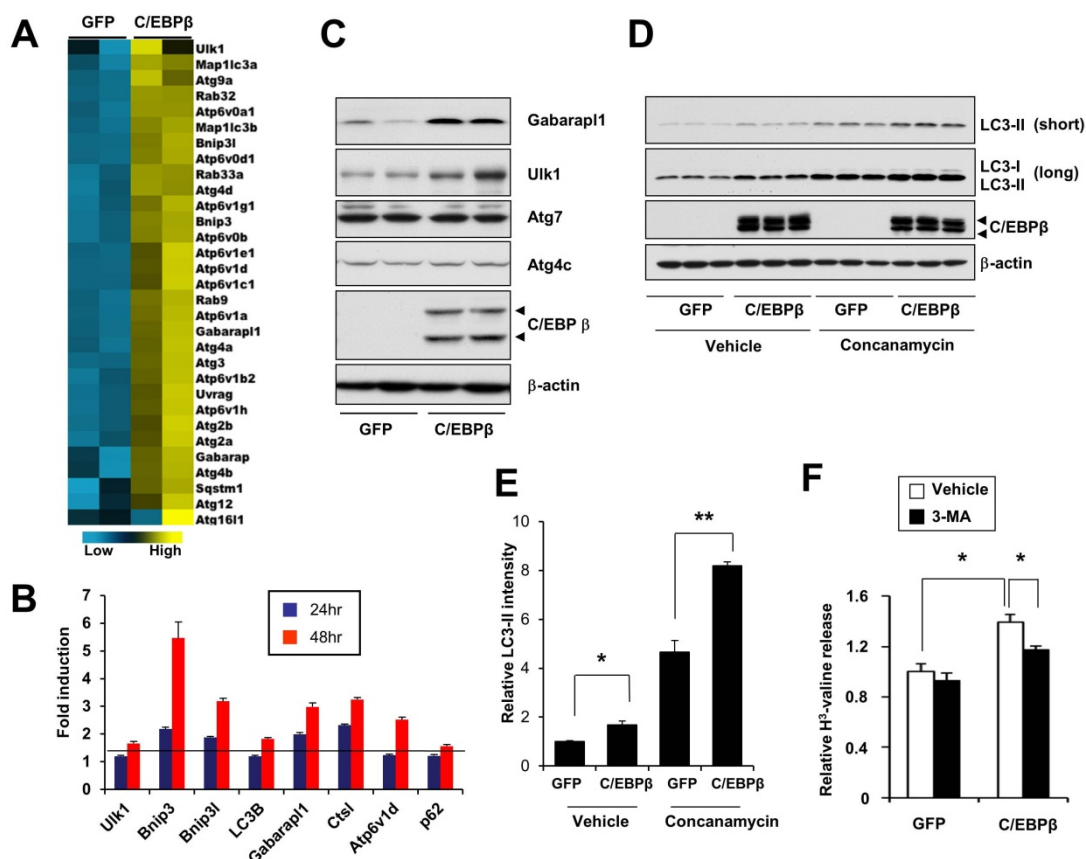 A
GFP C/EBPβ
Ulk1
Map1lc3a
Atg9a
Rab32
Atp6v0a1
Map1lc3b
Bnip3l
Atp6v0d1
Rab33a
Atg4d
Atp6v1g1
Bnip3
Atp6v0b
Atp6v1e1
Atp6v1d
Atp6v1c1
Rab9
Atp6v1a
Gabarapl1
Atg4a
Atg3
Atp6v1b2
Uvrag
Atp6v1h
Atg2b
Atg2a
Gabarap
Atg4b
Sqstm1
Atg12
Atg16l1
Low High
B
Fold induction
7
6
5
4
3
2
1
0
24hr
48hr
Ulk1 Bnip3 Bnip3l LC3B Gabarapl1 Ctsl Atp6v1d p62
C
Gabarapl1
Ulk1
Atg7
Atg4c
C/EBP β
β-actin
GFP C/EBPβ
D
LC3-II (short)
LC3-I
LC3-II (long)
C/EBPβ
β-actin
GFP C/EBPβ GFP C/EBPβ
Vehicle Concanamycin
E
Relative LC3-II intensity
10
8
6
4
2
0
*
**
GFP C/EBPβ GFP C/EBPβ
Vehicle Concanamycin
F
Vehicle
3-MA
Relative H³-valine release
1.6
1.2
0.8
0.4
0
* *
GFP C/EBPβ